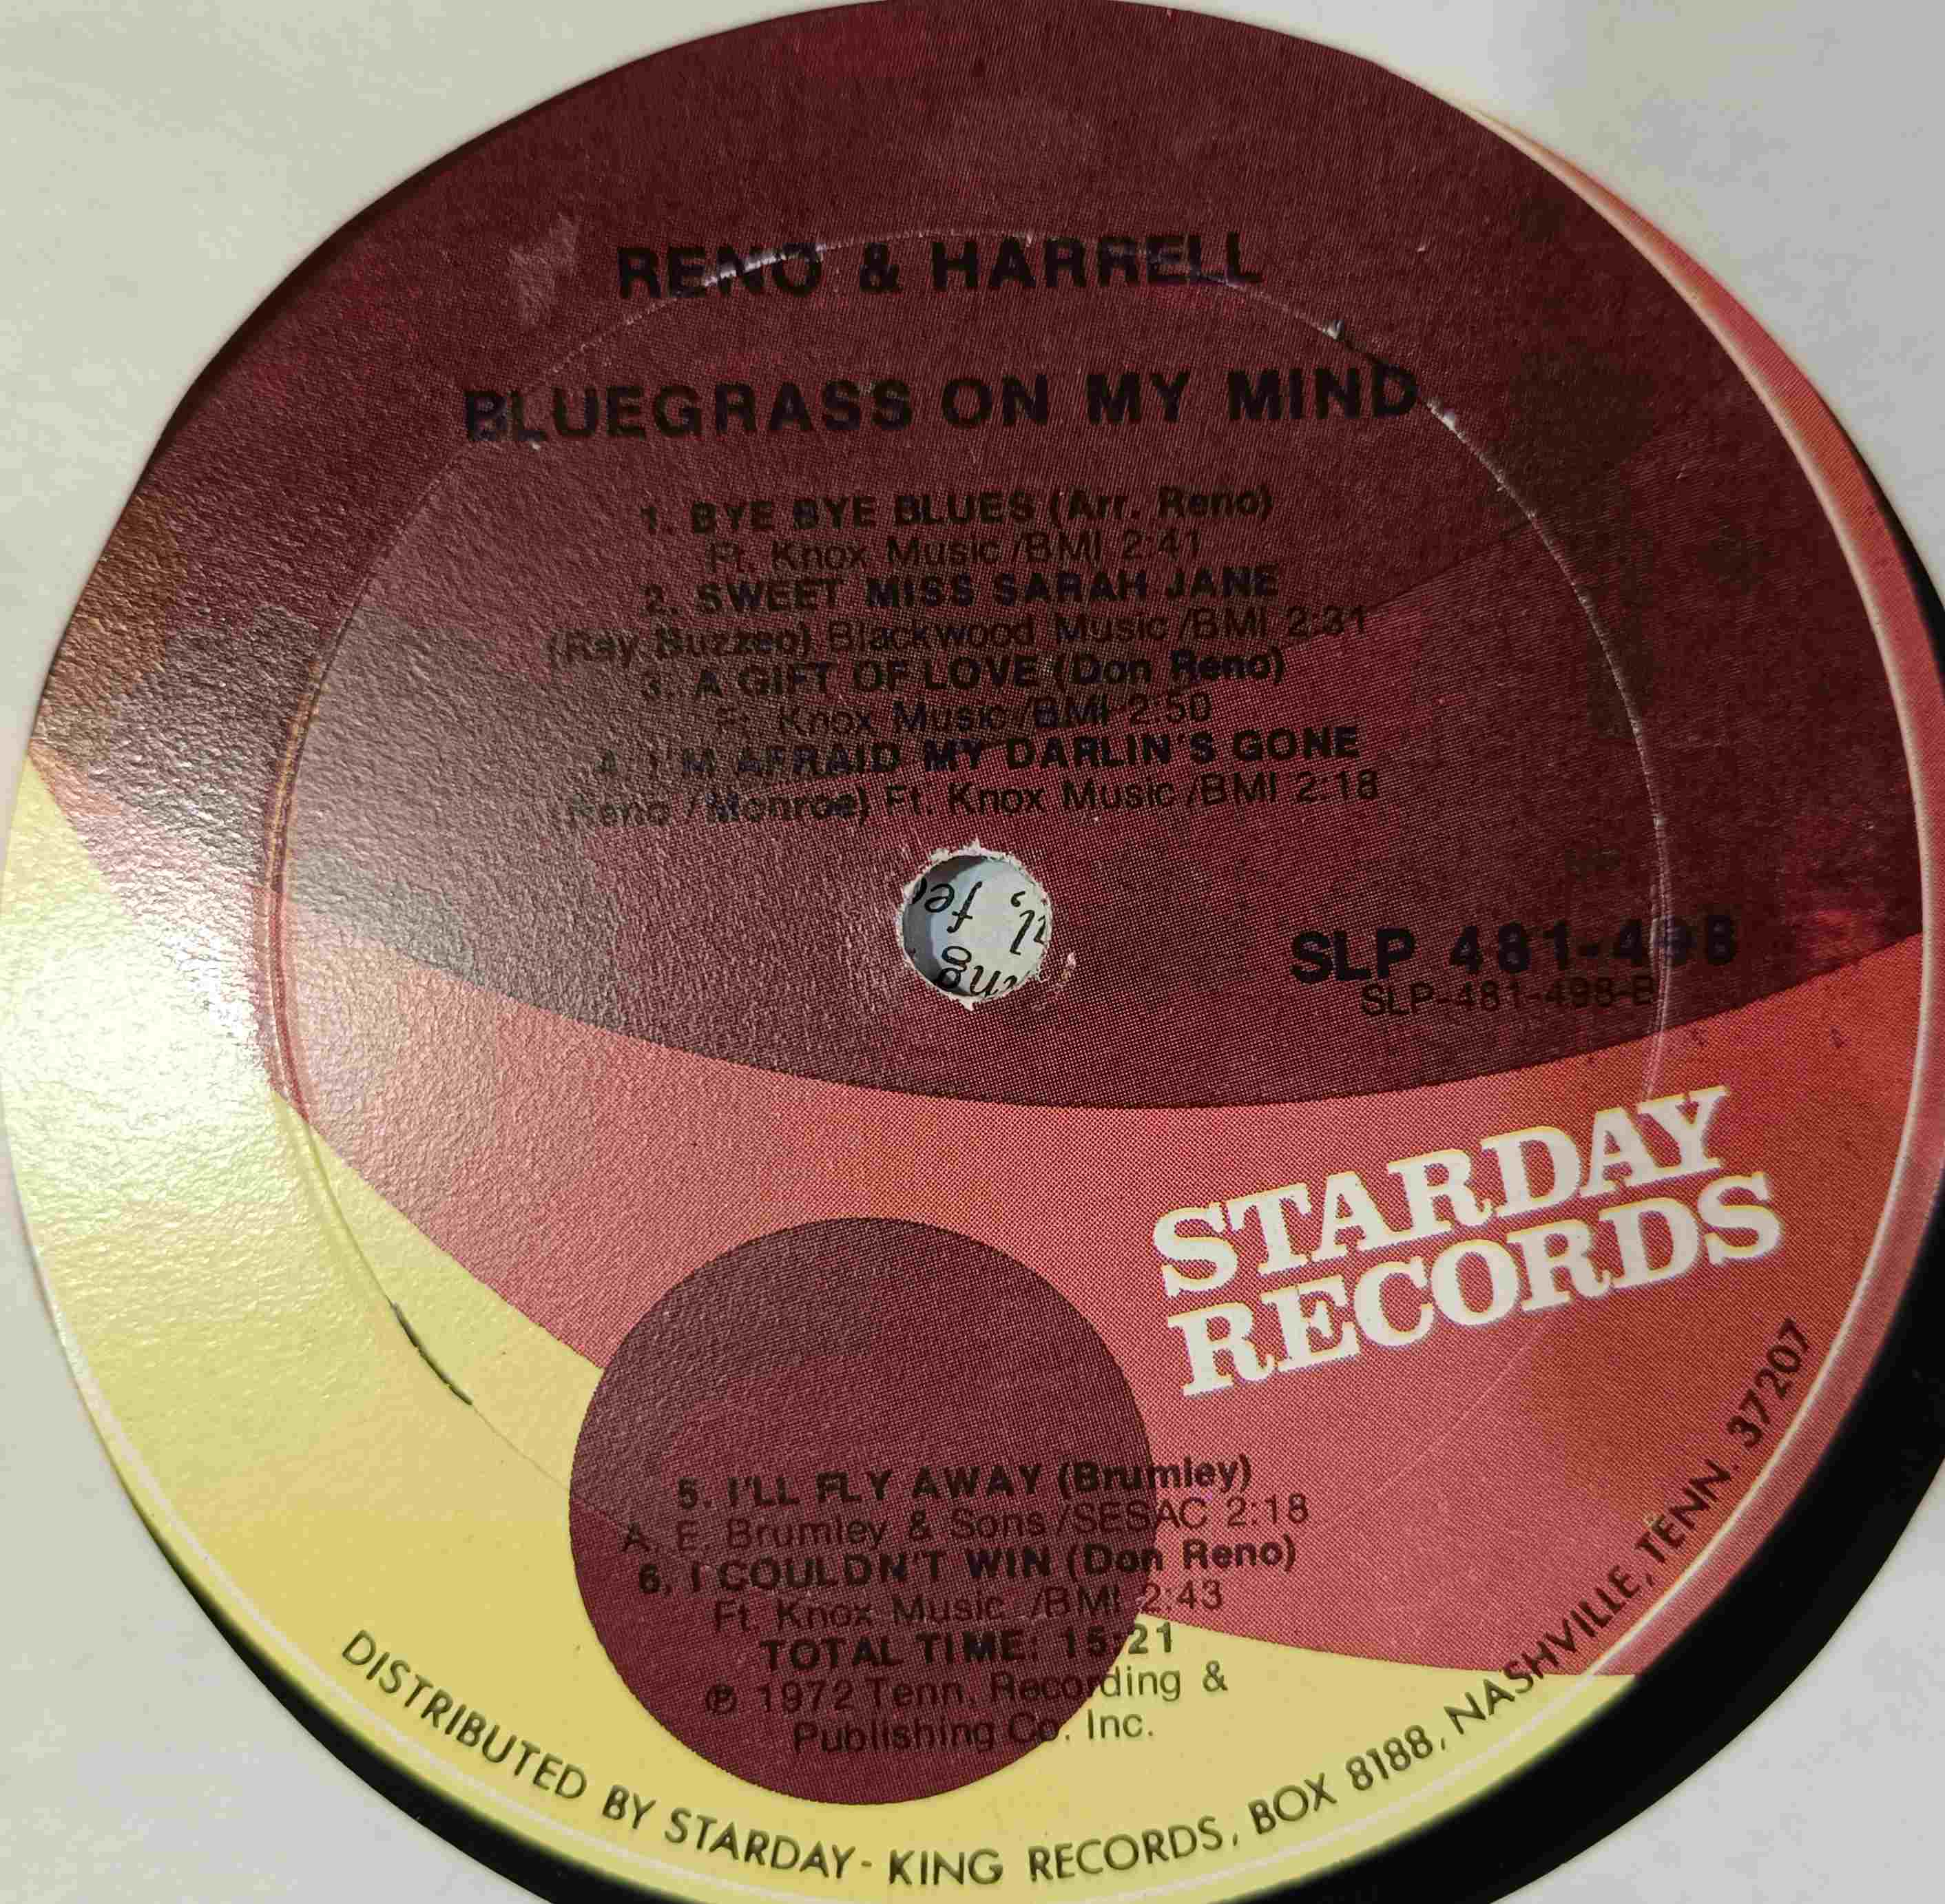 RENO & HARRELL
BLUEGRASS ON MY MIND
1. BYE BYE BLUES (Arr. Reno)
Ft. Knox Music /BMI 2:41
2. SWEET MISS SARAH JANE
(Ray Buzzeo) Blackwood Music /BMI 2:31
3. A GIFT OF LOVE (Don Reno)
Ft. Knox Music /BMI 2:50
4. I'M AFRAID MY DARLIN'S GONE
(Reno / Monroe) Ft. Knox Music /BMI 2:18
SLP 481-498
SLP-481-498-B
STARDAY
RECORDS
5. I'LL FLY AWAY (Brumley)
A. E. Brumley & Sons /SESAC 2:18
6. I COULDN'T WIN (Don Reno)
Ft. Knox Music /BMI 2:43
TOTAL TIME: 15:21
℗ 1972 Tenn. Recording &
Publishing Co. Inc.
DISTRIBUTED BY STARDAY-KING RECORDS, BOX 8188, NASHVILLE, TENN. 37207